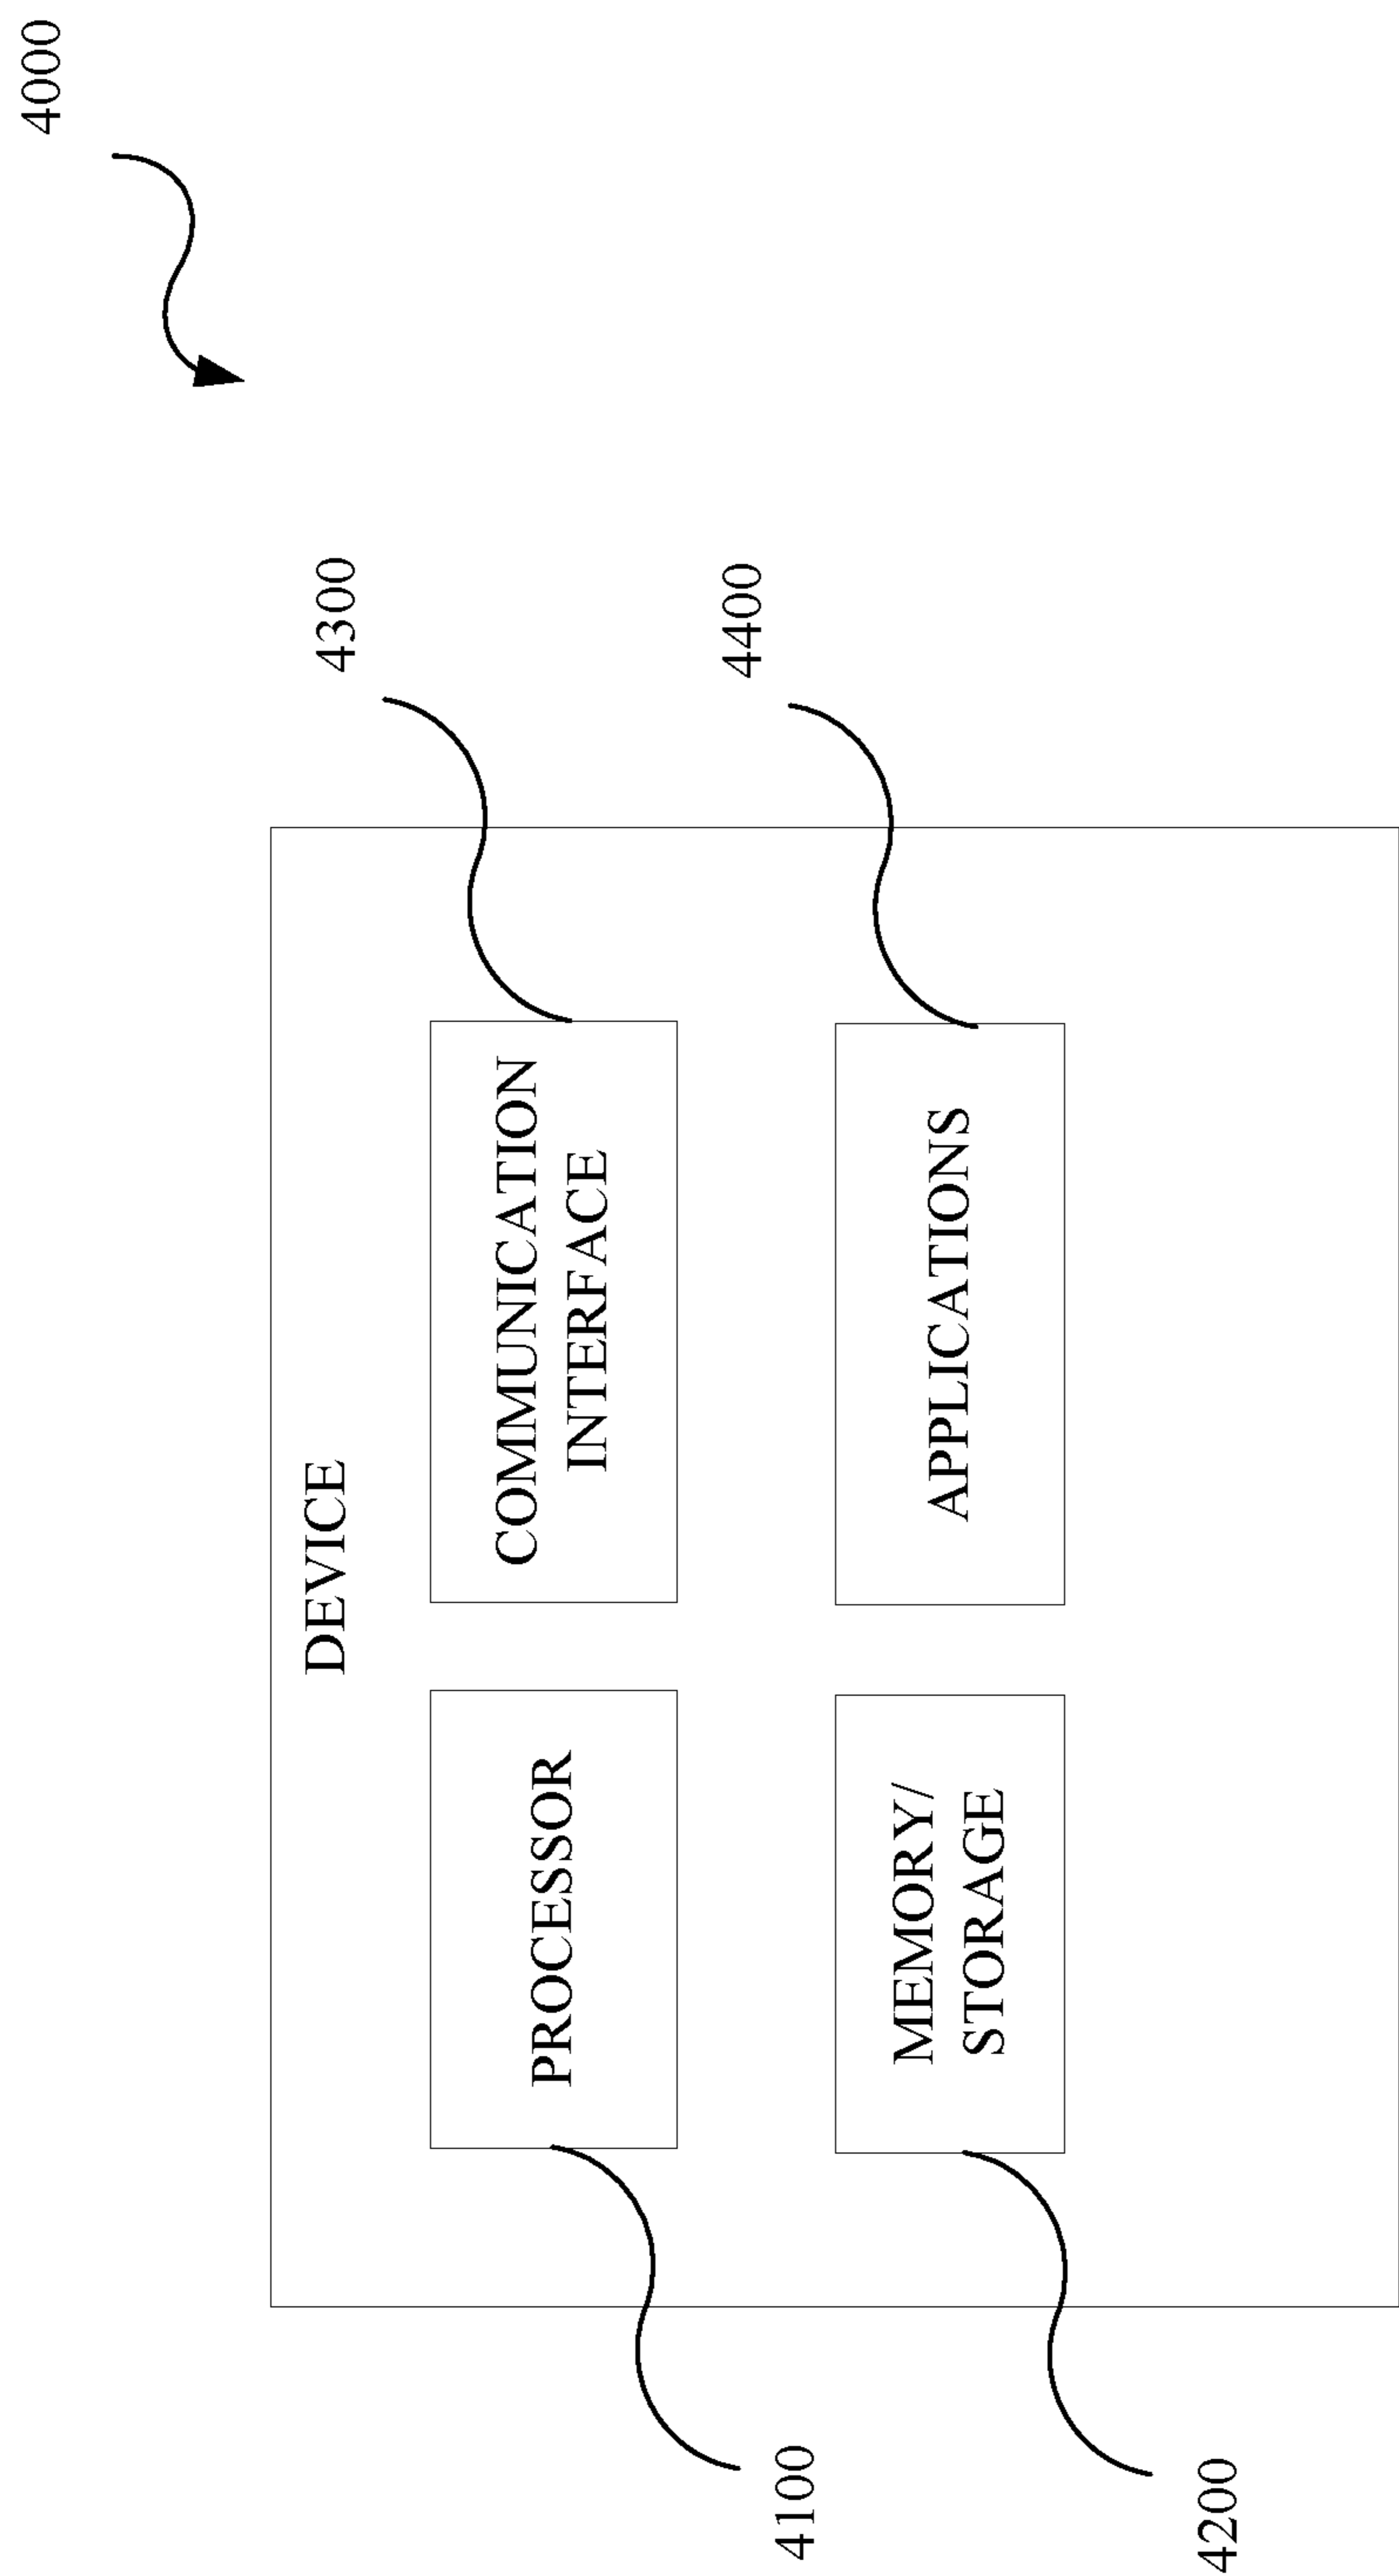 4000
DEVICE
4300
PROCESSOR
COMMUNICATION
INTERFACE
4100
4400
MEMORY/
STORAGE
APPLICATIONS
4200